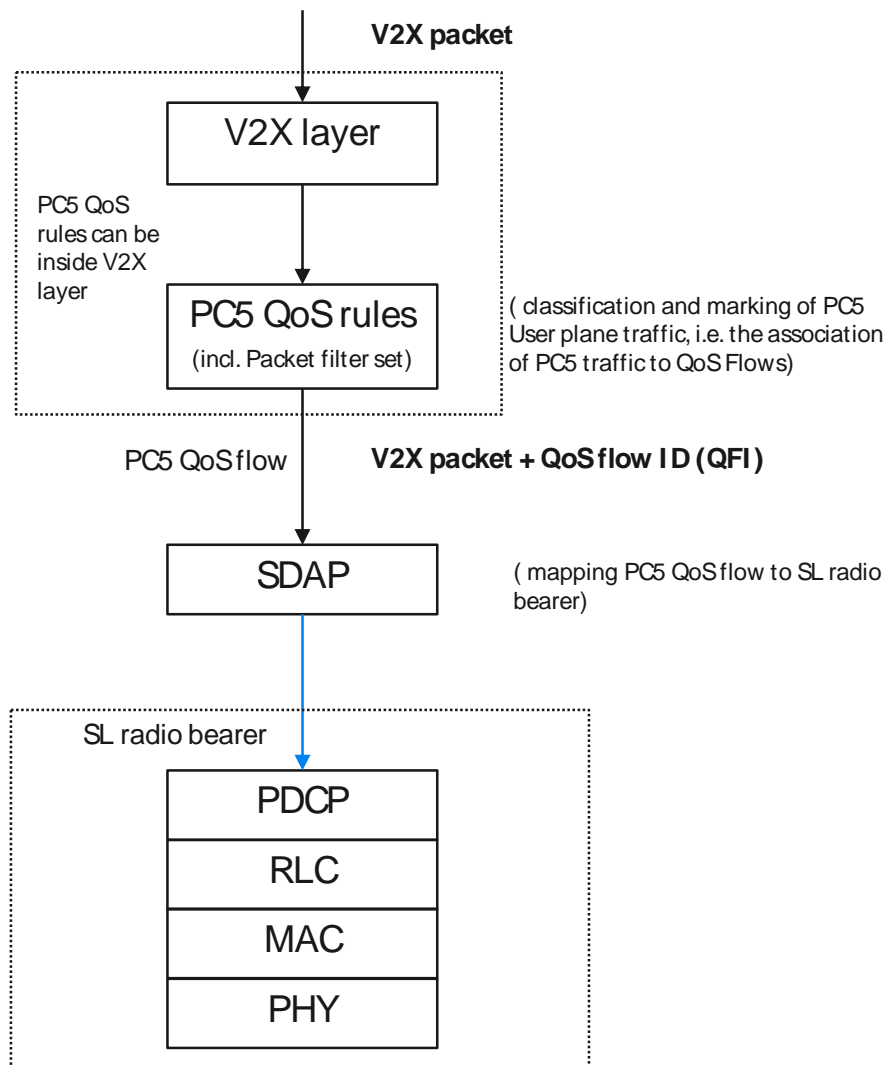 V2X packet
V2X layer
PC5 QoS
rules can be
inside V2X
layer
PC5 QoS rules
(incl. Packet filter set)
( classification and marking of PC5
User plane traffic, i.e. the association
of PC5 traffic to QoS Flows)
PC5 QoS flow
V2X packet + QoS flow ID (QFI)
SDAP
( mapping PC5 QoS flow to SL radio
bearer)
SL radio bearer
PDCP
RLC
MAC
PHY